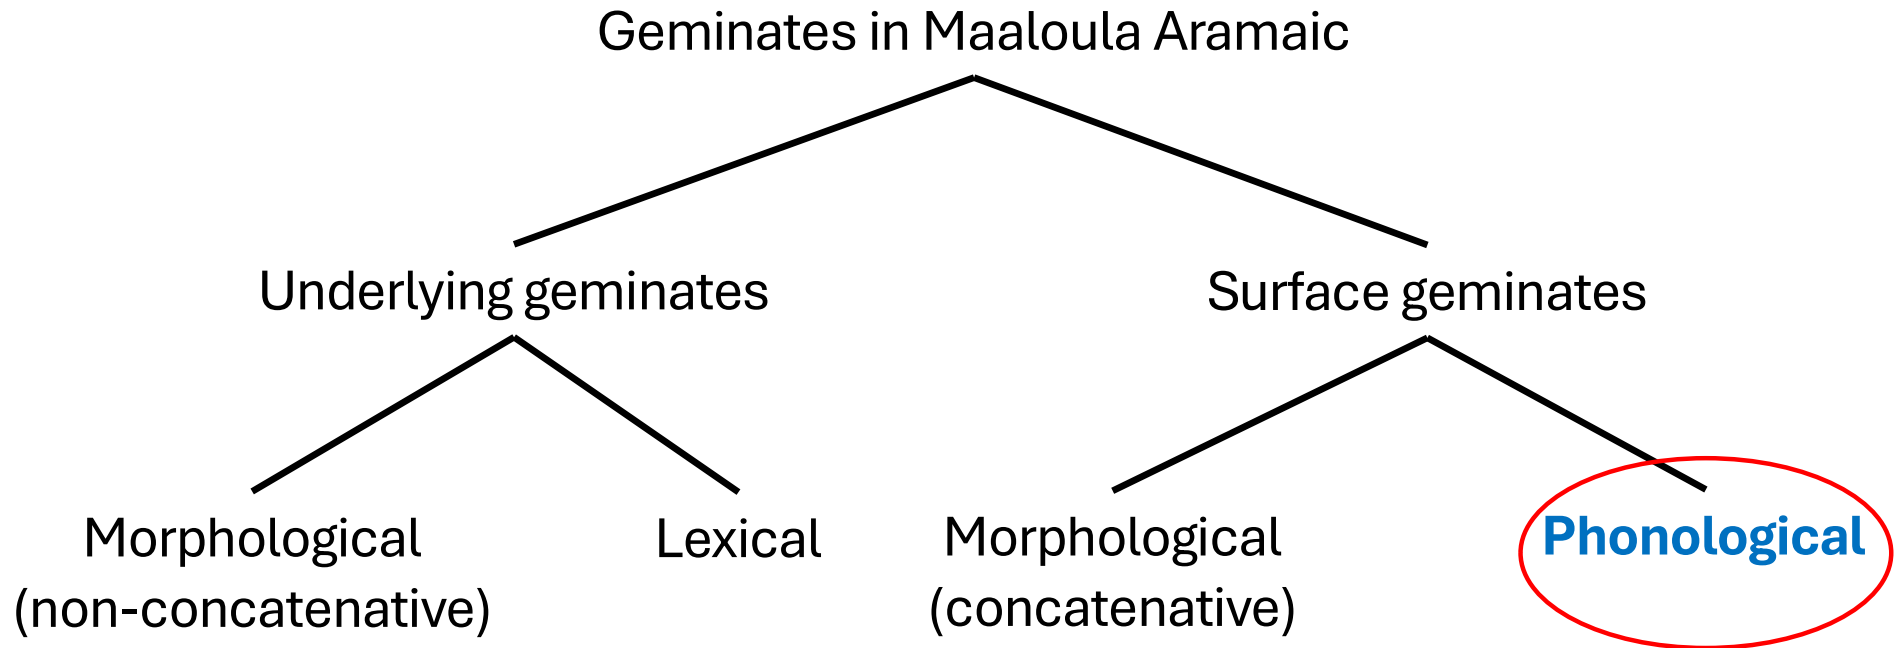 Geminates in Maaloula Aramaic
Underlying geminates
Surface geminates
Morphological
(non-concatenative)
Lexical
Morphological
(concatenative)
Phonological